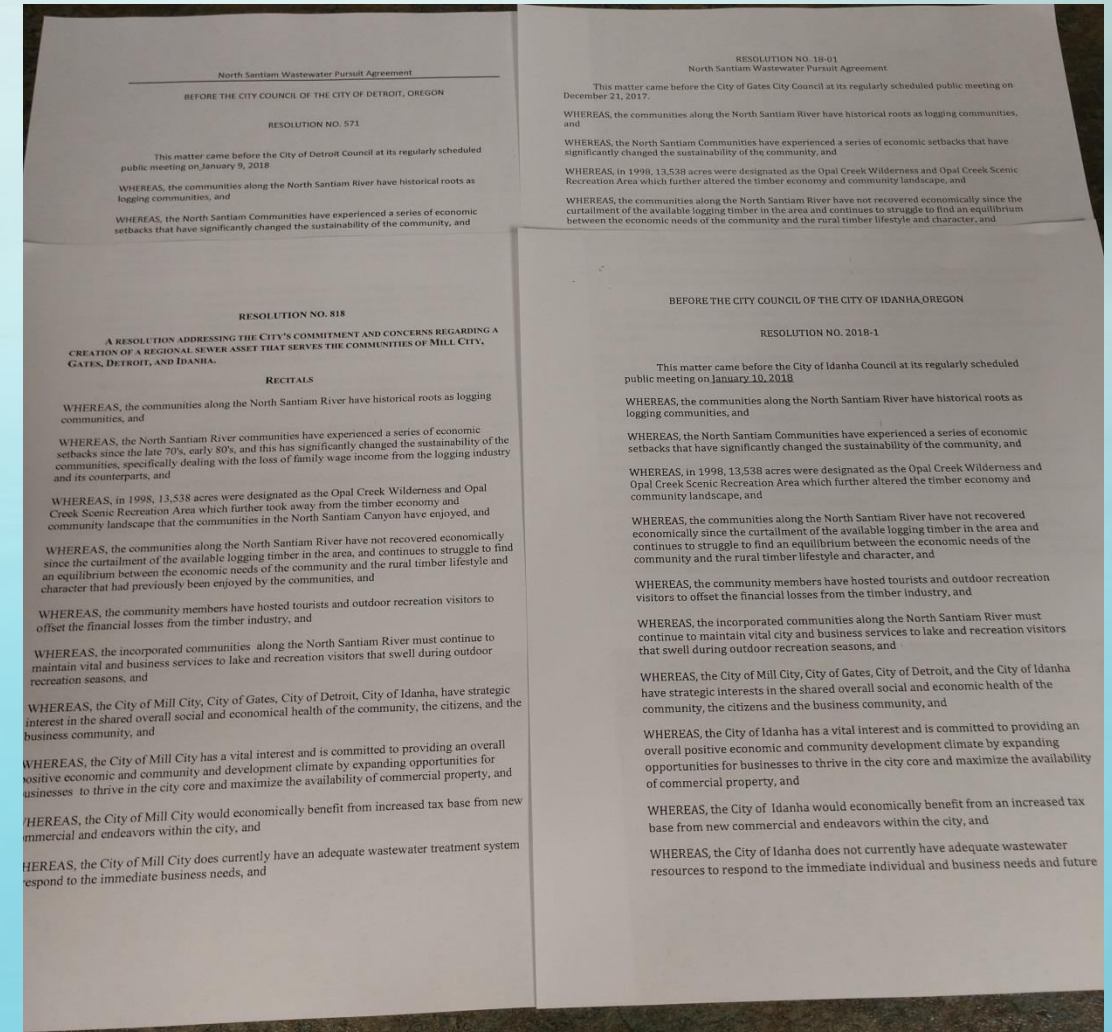 North Santiam Wastewater Pursuit Agreement
BEFORE THE CITY COUNCIL OF THE CITY OF DETROIT, OREGON
RESOLUTION NO. 571
This matter came before the City of Detroit Council at its regularly scheduled
public meeting on January 9, 2018
WHEREAS, the communities along the North Santiam River have historical roots as
logging communities, and
WHEREAS, the North Santiam Communities have experienced a series of economic
setbacks that have significantly changed the sustainability of the community, and
RESOLUTION NO. 18-01
North Santiam Wastewater Pursuit Agreement
This matter came before the City of Gates City Council at its regularly scheduled public meeting on
December 21, 2017.
WHEREAS, the communities along the North Santiam River have historical roots as logging communities,
and
WHEREAS, the North Santiam Communities have experienced a series of economic setbacks that have
significantly changed the sustainability of the community, and
WHEREAS, in 1998, 13,538 acres were designated as the Opal Creek Wilderness and Opal Creek Scenic
Recreation Area which further altered the timber economy and community landscape, and
WHEREAS, the communities along the North Santiam River have not recovered economically since the
curtailment of the available logging timber in the area and continues to struggle to find an equilibrium
between the economic needs of the community and the rural timber lifestyle and character, and
RESOLUTION NO. 818
A RESOLUTION ADDRESSING THE CITY'S COMMITMENT AND CONCERNS REGARDING A
CREATION OF A REGIONAL SEWER ASSET THAT SERVES THE COMMUNITIES OF MILL CITY,
GATES, DETROIT, AND IDANHA.
RECITALS
WHEREAS, the communities along the North Santiam River have historical roots as logging
communities, and
WHEREAS, the North Santiam River communities have experienced a series of economic
setbacks since the late 70's, early 80's, and this has significantly changed the sustainability of the
communities, specifically dealing with the loss of family wage income from the logging industry
and its counterparts, and
WHEREAS, in 1998, 13,538 acres were designated as the Opal Creek Wilderness and Opal
Creek Scenic Recreation Area which further took away from the timber economy and
community landscape that the communities in the North Santiam Canyon have enjoyed, and
WHEREAS, the communities along the North Santiam River have not recovered economically
since the curtailment of the available logging timber in the area, and continues to struggle to find
an equilibrium between the economic needs of the community and the rural timber lifestyle and
character that had previously been enjoyed by the communities, and
WHEREAS, the community members have hosted tourists and outdoor recreation visitors to
offset the financial losses from the timber industry, and
WHEREAS, the incorporated communities along the North Santiam River must continue to
maintain vital and business services to lake and recreation visitors that swell during outdoor
recreation seasons, and
WHEREAS, the City of Mill City, City of Gates, City of Detroit, City of Idanha, have strategic
interest in the shared overall social and economical health of the community, the citizens, and the
business community, and
WHEREAS, the City of Mill City has a vital interest and is committed to providing an overall
positive economic and community and development climate by expanding opportunities for
usinesses to thrive in the city core and maximize the availability of commercial property, and
HEREAS, the City of Mill City would economically benefit from increased tax base from new
mmercial and endeavors within the city, and
HEREAS, the City of Mill City does currently have an adequate wastewater treatment system
respond to the immediate business needs, and
BEFORE THE CITY COUNCIL OF THE CITY OF IDANHA,OREGON
RESOLUTION NO. 2018-1
This matter came before the City of Idanha Council at its regularly scheduled
public meeting on January 10, 2018
WHEREAS, the communities along the North Santiam River have historical roots as
logging communities, and
WHEREAS, the North Santiam Communities have experienced a series of economic
setbacks that have significantly changed the sustainability of the community, and
WHEREAS, in 1998, 13,538 acres were designated as the Opal Creek Wilderness and
Opal Creek Scenic Recreation Area which further altered the timber economy and
community landscape, and
WHEREAS, the communities along the North Santiam River have not recovered
economically since the curtailment of the available logging timber in the area and
continues to struggle to find an equilibrium between the economic needs of the
community and the rural timber lifestyle and character, and
WHEREAS, the community members have hosted tourists and outdoor recreation
visitors to offset the financial losses from the timber industry, and
WHEREAS, the incorporated communities along the North Santiam River must
continue to maintain vital city and business services to lake and recreation visitors
that swell during outdoor recreation seasons, and
WHEREAS, the City of Mill City, City of Gates, City of Detroit, and the City of Idanha
have strategic interests in the shared overall social and economic health of the
community, the citizens and the business community, and
WHEREAS, the City of Idanha has a vital interest and is committed to providing an
overall positive economic and community development climate by expanding
opportunities for businesses to thrive in the city core and maximize the availability
of commercial property, and
WHEREAS, the City of Idanha would economically benefit from an increased tax
base from new commercial and endeavors within the city, and
WHEREAS, the City of Idanha does not currently have adequate wastewater
resources to respond to the immediate individual and business needs and future